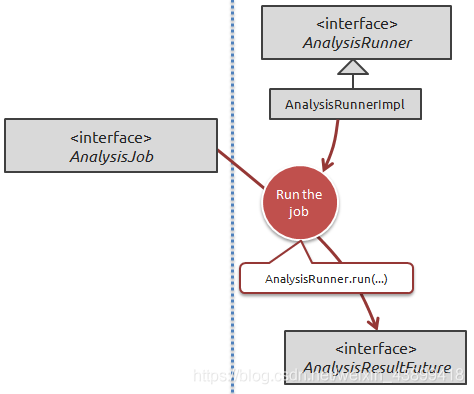 <interface>
AnalysisRunner
AnalysisRunnerImpl
<interface>
AnalysisJob
Run the
job
AnalysisRunner.run(...)
<interface>
AnalysisResultFuture